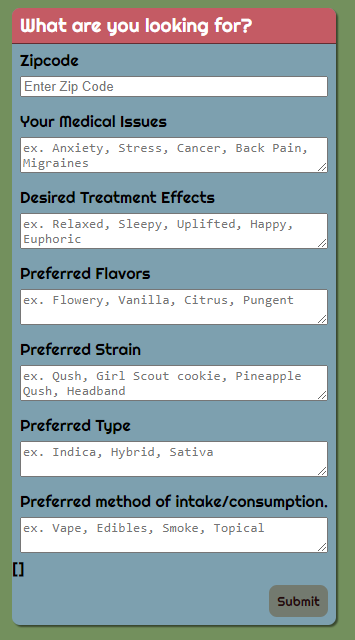 What are you looking for?
Zipcode
Enter Zip Code
Your Medical Issues
ex. Anxiety, Stress, Cancer, Back Pain,
Migraines
Desired Treatment Effects
ex. Relaxed, Sleepy, Uplifted, Happy,
Euphoric
Preferred Flavors
ex. Flowery, Vanilla, Citrus, Pungent
Preferred Strain
ex. Qush, Girl Scout cookie, Pineapple
Qush, Headband
Preferred Type
ex. Indica, Hybrid, Sativa
Preferred method of intake/consumption.
ex. Vape, Edibles, Smoke, Topical
[]
Submit